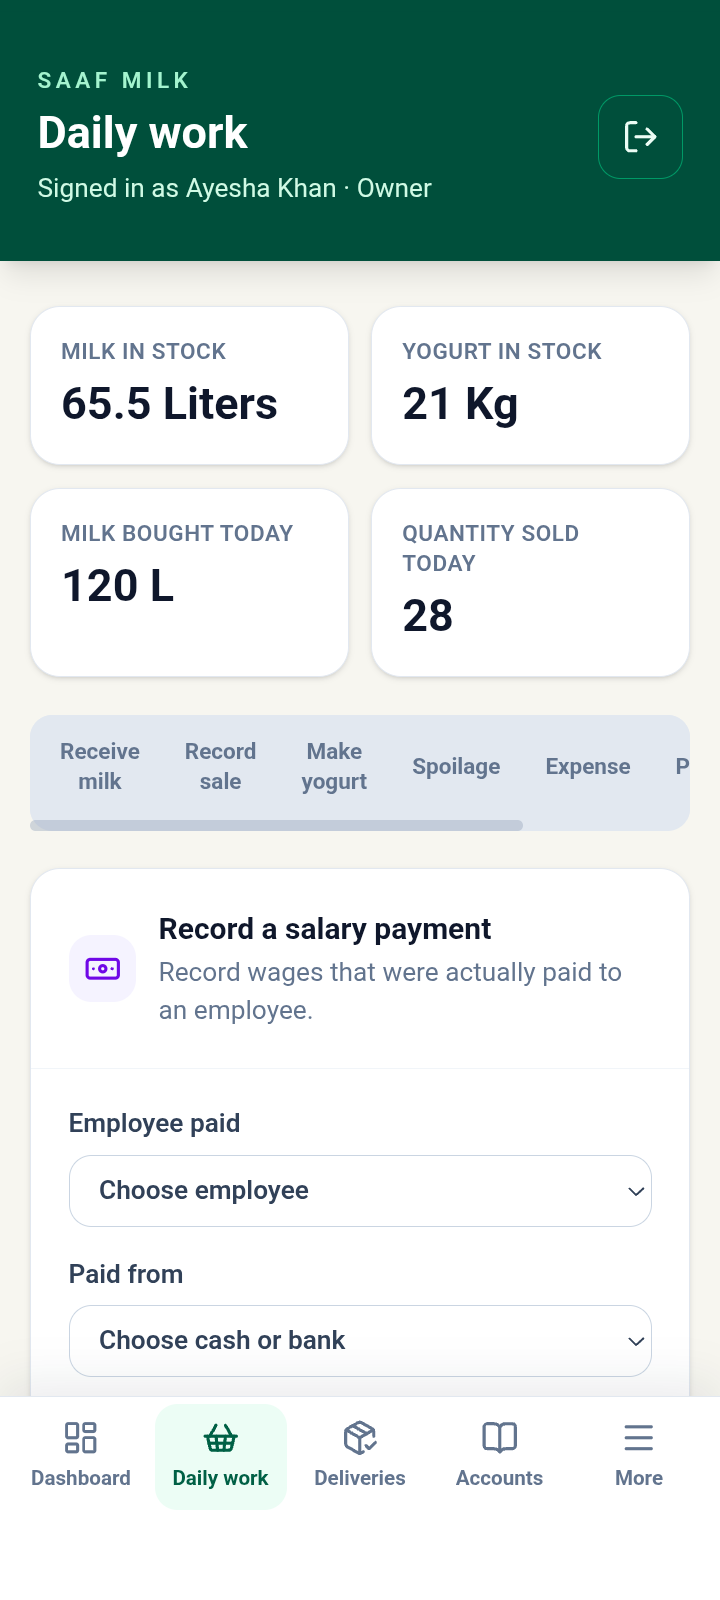 SAAF MILK
Daily work
Signed in as Ayesha Khan · Owner
MILK IN STOCK
65.5 Liters
YOGURT IN STOCK
21 Kg
MILK BOUGHT TODAY
120 L
QUANTITY SOLD
TODAY
28
Receive
milk
Record
sale
Make
yogurt
Spoilage
Expense
P
Record a salary payment
Record wages that were actually paid to
an employee.
Employee paid
Choose employee
Paid from
Choose cash or bank
Dashboard
Daily work
Deliveries
Accounts
More